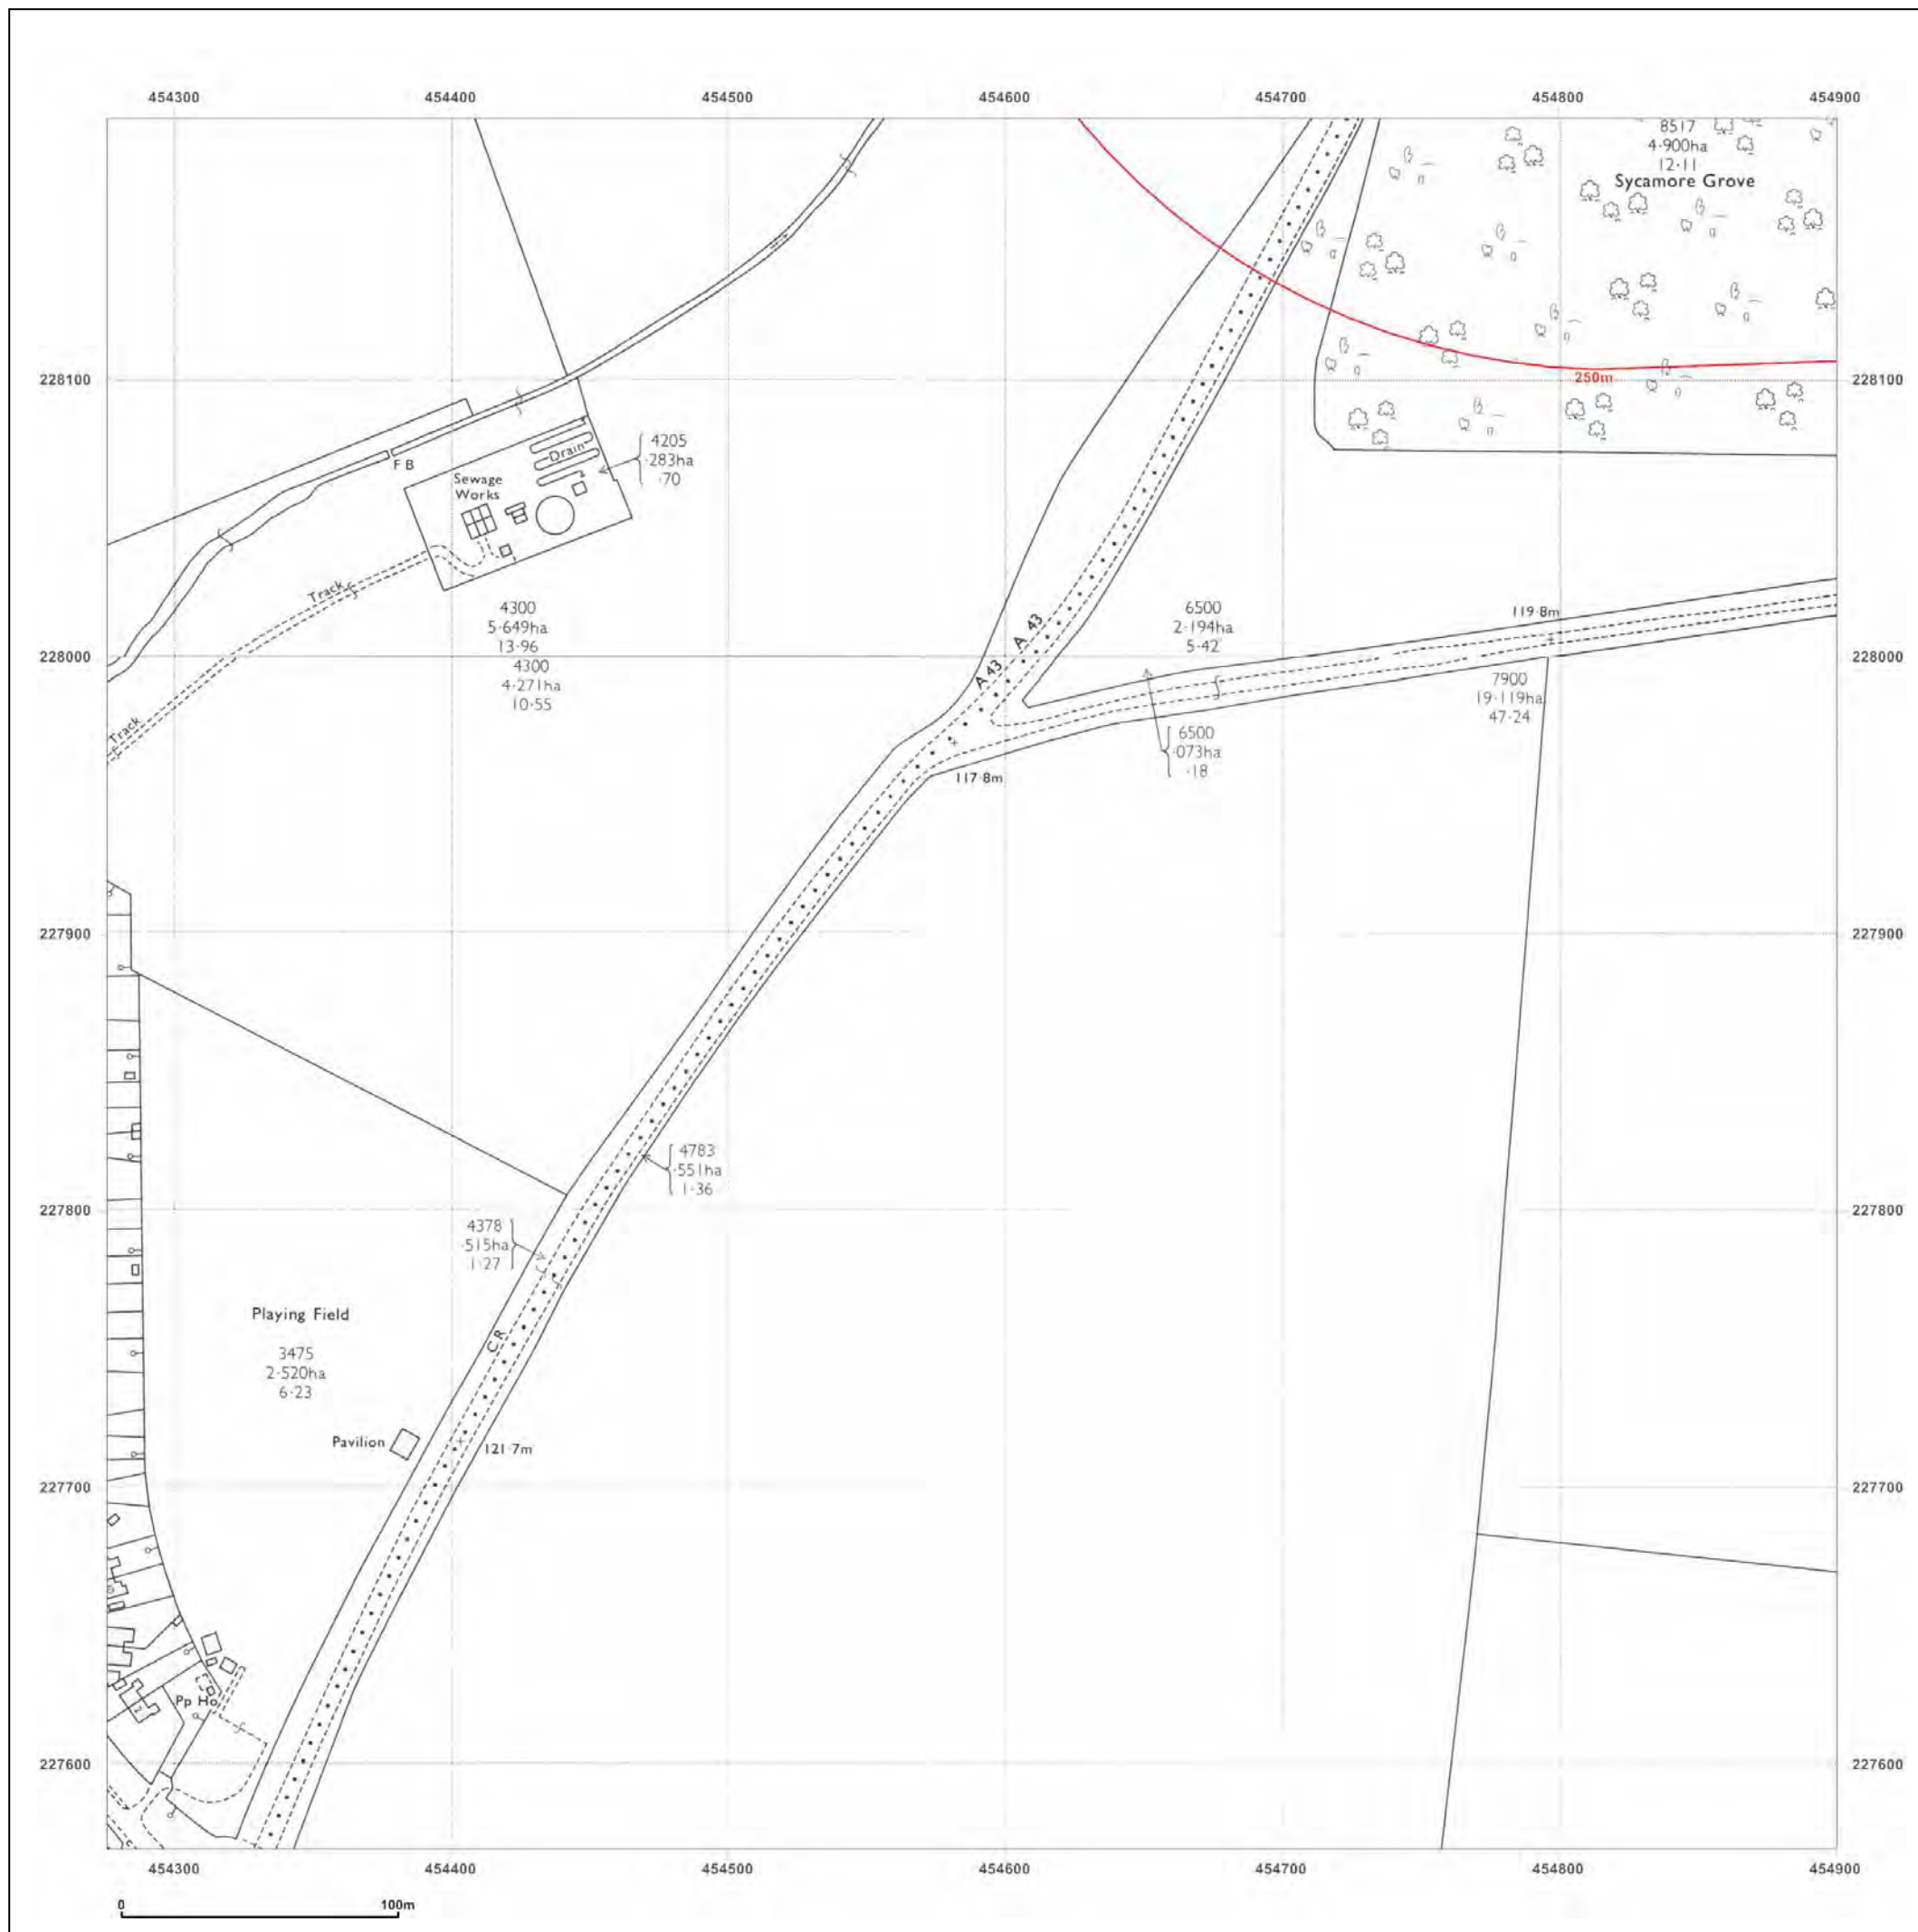 454300 454400 454500 454600 454700 454800 454900
8517
4·900ha
12·11
Sycamore Grove
228100
250m
228100
F B
Drain
Sewage
Works
4205
·283ha
·70
Track
4300
5·649ha
13·96
4300
4·271ha
10·55
A 43
A 43
6500
2·194ha
5·42
119·8m
228000
228000
Track
7900
19·119ha
47·24
6500
·073ha
·18
117·8m
227900
227900
4783
·551ha
1·36
227800
227800
4378
·515ha
1·27
Playing Field
C R
3475
2·520ha
6·23
Pavilion
121·7m
227700
227700
Pp Ho
227600
227600
454300 454400 454500 454600 454700 454800 454900
0 100m